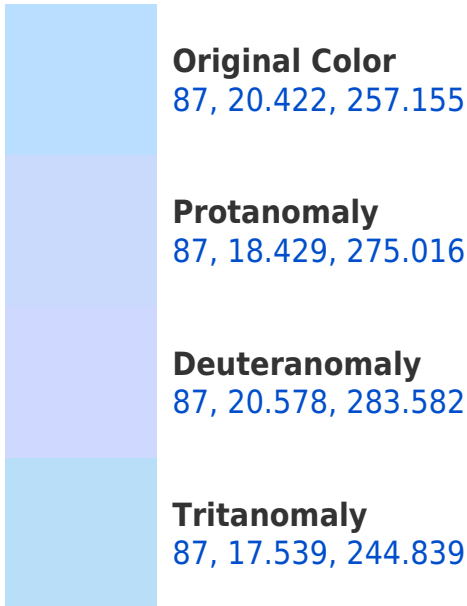 Original Color
87, 20.422, 257.155
Protanomaly
87, 18.429, 275.016
Deuteranomaly
87, 20.578, 283.582
Tritanomaly
87, 17.539, 244.839